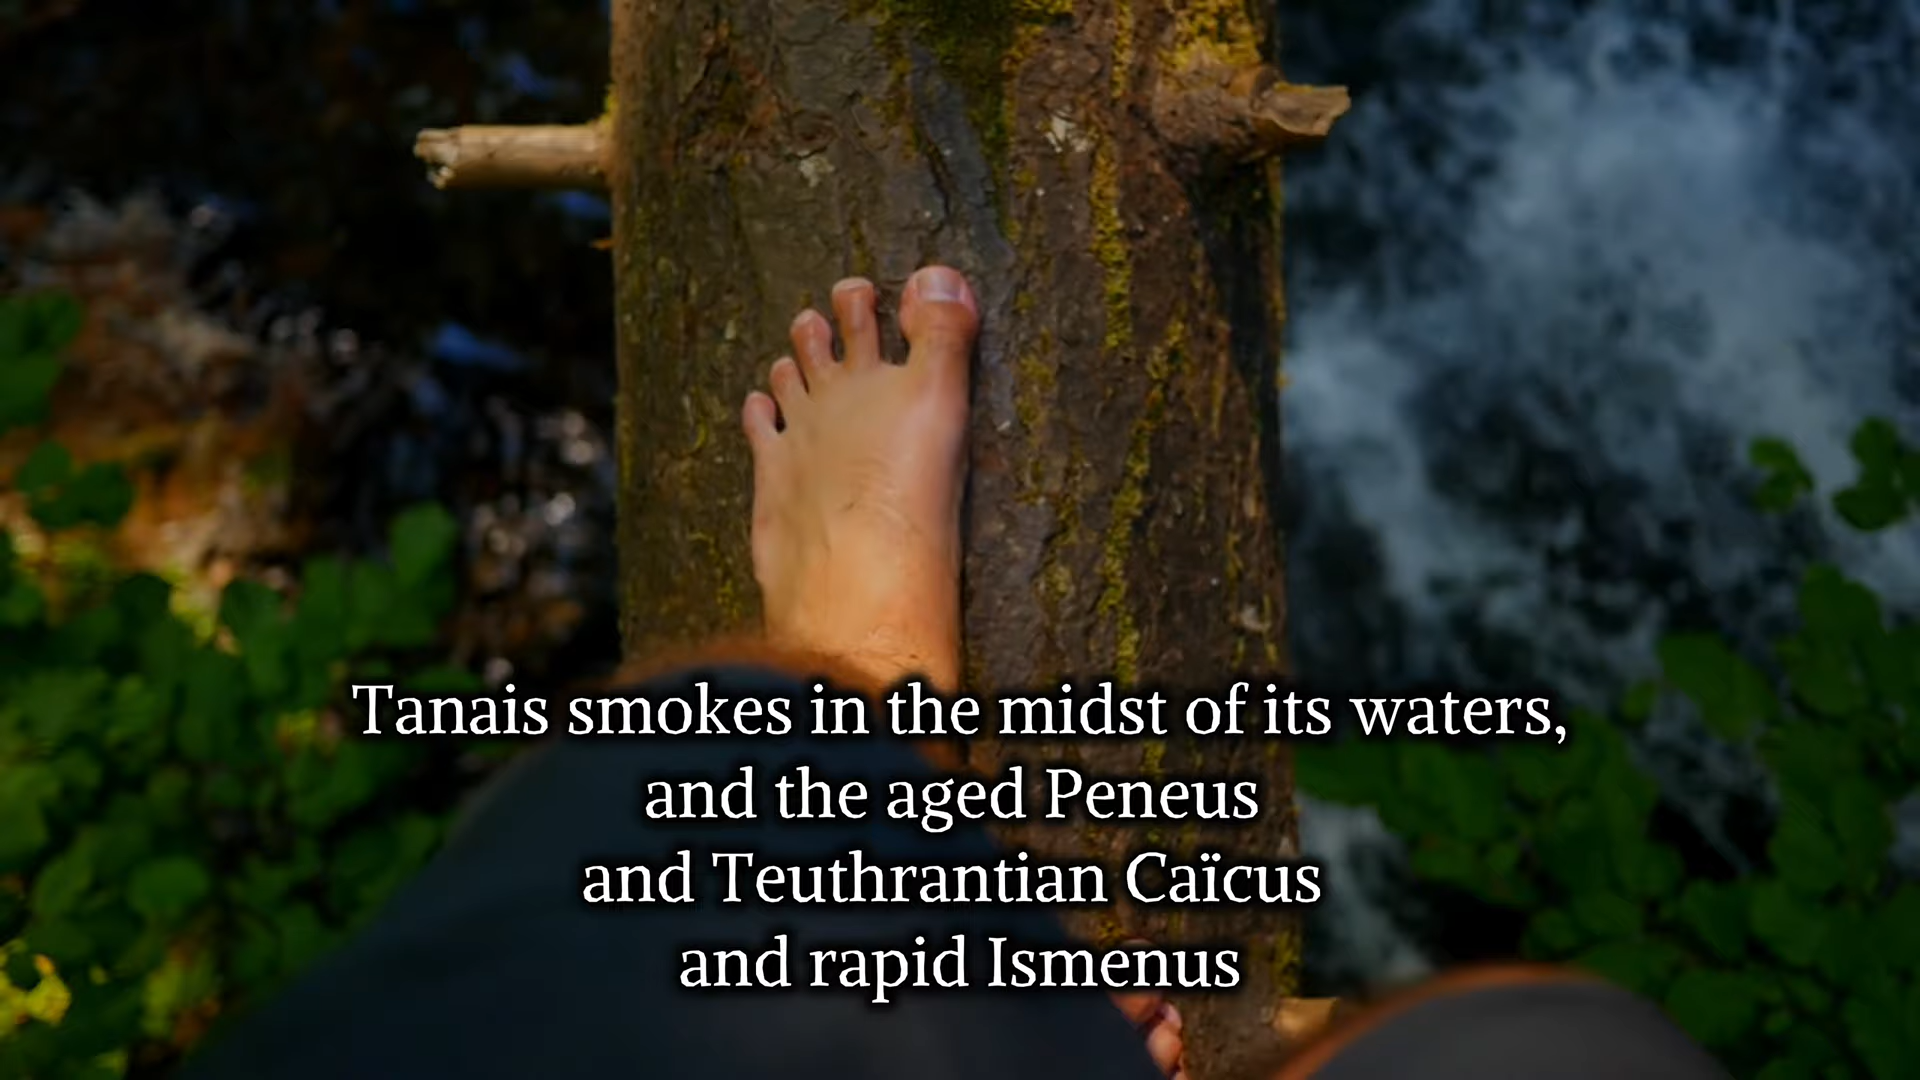 Tanais smokes in the midst of its waters,
and the aged Peneus
and Teuthrantian Caïcus
and rapid Ismenus